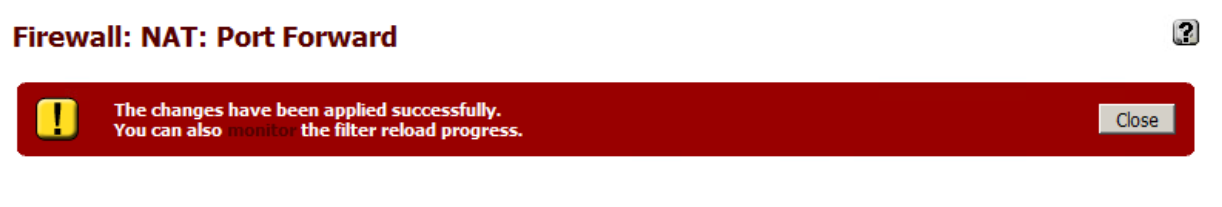 Firewall: NAT: Port Forward
?
!
The changes have been applied successfully.
You can also monitor the filter reload progress.
Close